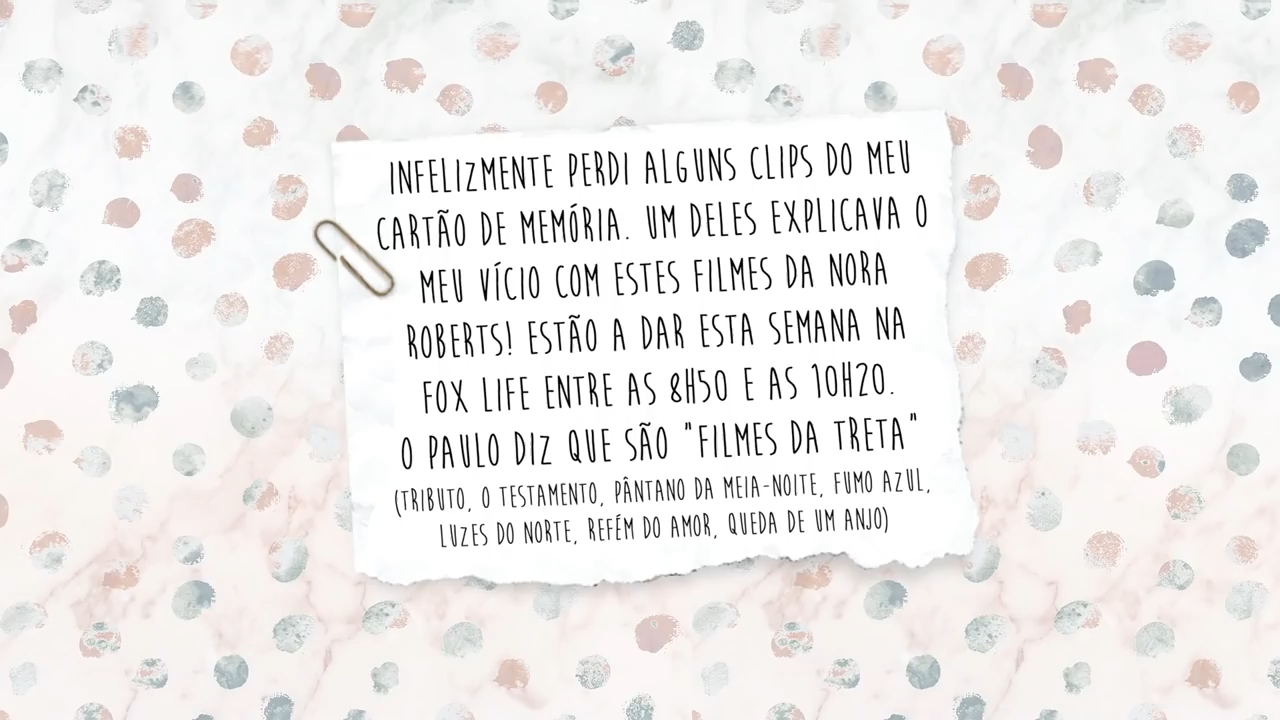 INFELIZMENTE PERDI ALGUNS CLIPS DO MEU
CARTÃO DE MEMÓRIA. UM DELES EXPLICAVA O
MEU VÍCIO COM ESTES FILMES DA NORA
ROBERTS! ESTÃO A DAR ESTA SEMANA NA
FOX LIFE ENTRE AS 8H50 E AS 10H20.
O PAULO DIZ QUE SÃO "FILMES DA TRETA"
(TRIBUTO, O TESTAMENTO, PÂNTANO DA MEIA-NOITE, FUMO AZUL,
LUZES DO NORTE, REFÉM DO AMOR, QUEDA DE UM ANJO)